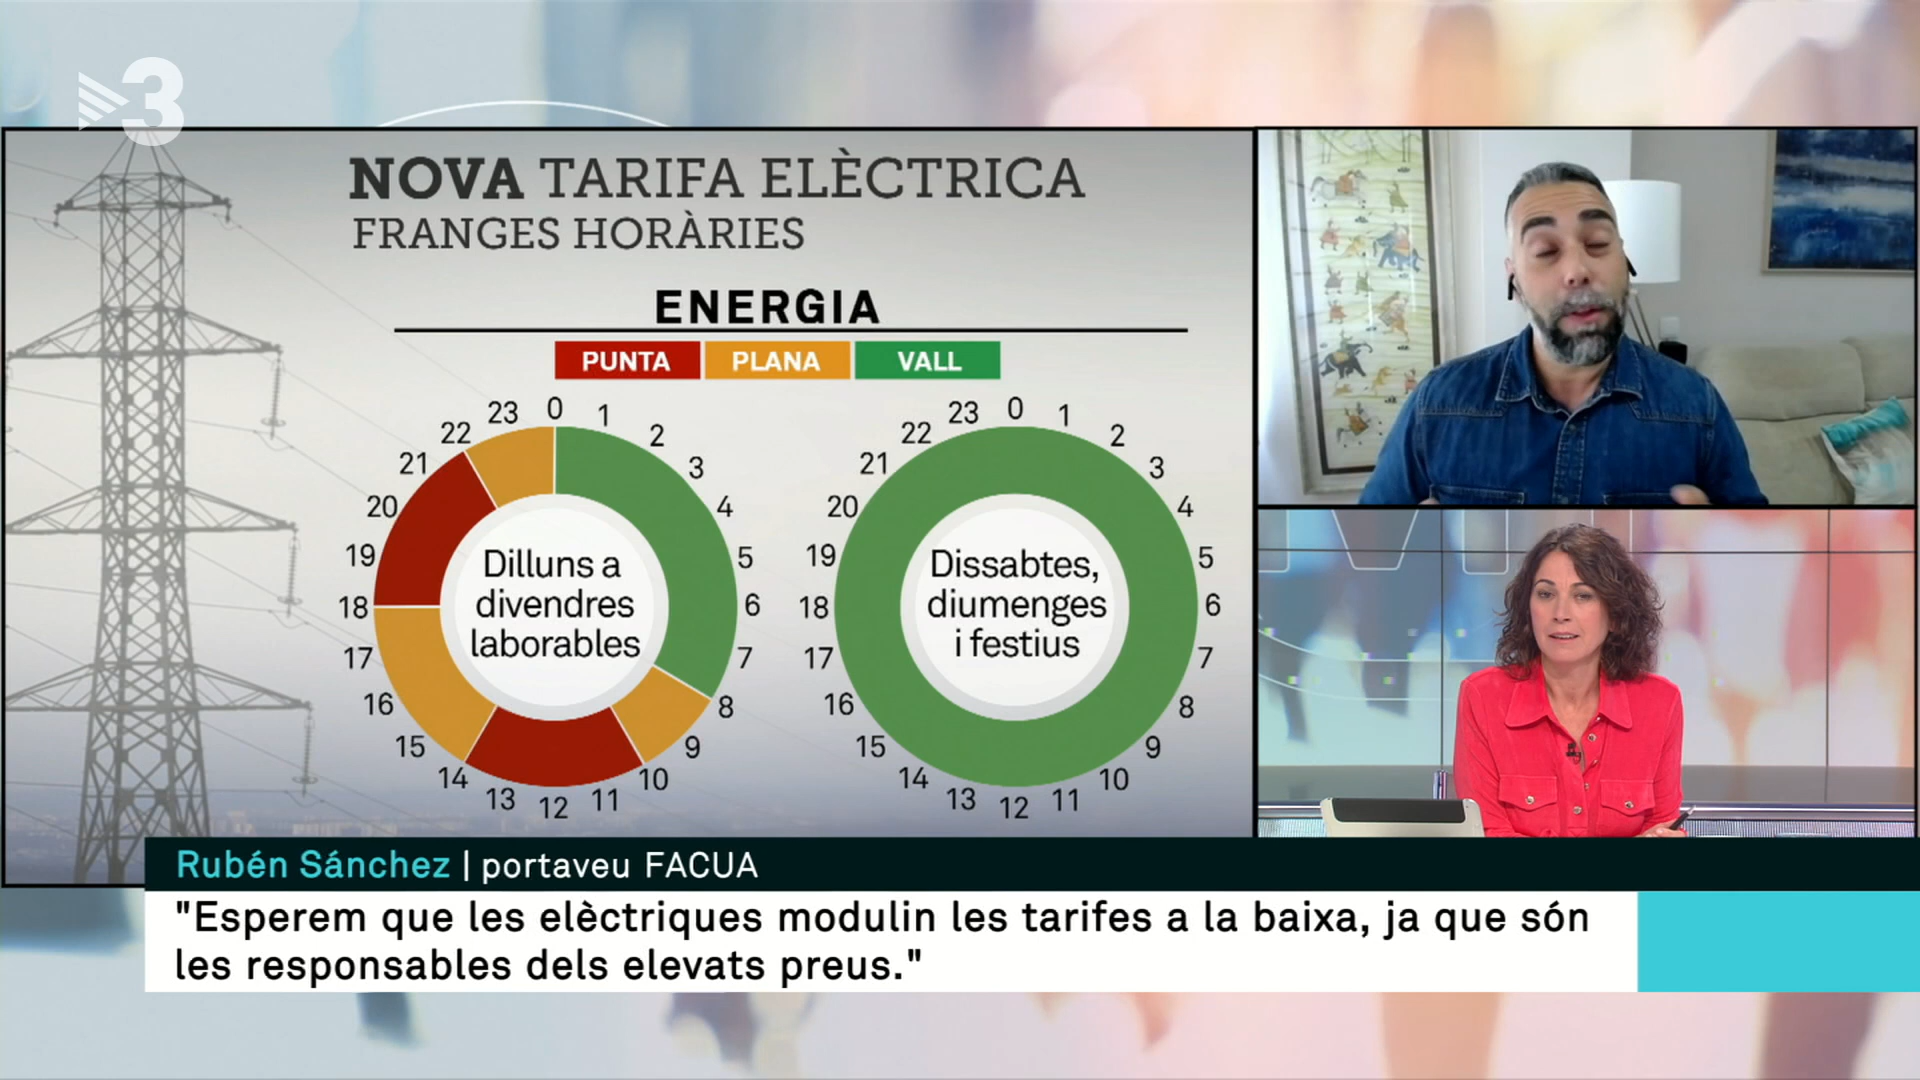 3
NOVA TARIFA ELÈCTRICA
FRANGES HORÀRIES
ENERGIA
PUNTA PLANA VALL
0 1 2 3 4 5 6 7 8 9 10 11 12 13 14 15 16 17 18 19 20 21 22 23
Dilluns a
divendres
laborables
0 1 2 3 4 5 6 7 8 9 10 11 12 13 14 15 16 17 18 19 20 21 22 23
Dissabtes,
diumenges
i festius
Rubén Sánchez | portaveu FACUA
"Esperem que les elèctriques modulin les tarifes a la baixa, ja que són
les responsables dels elevats preus."